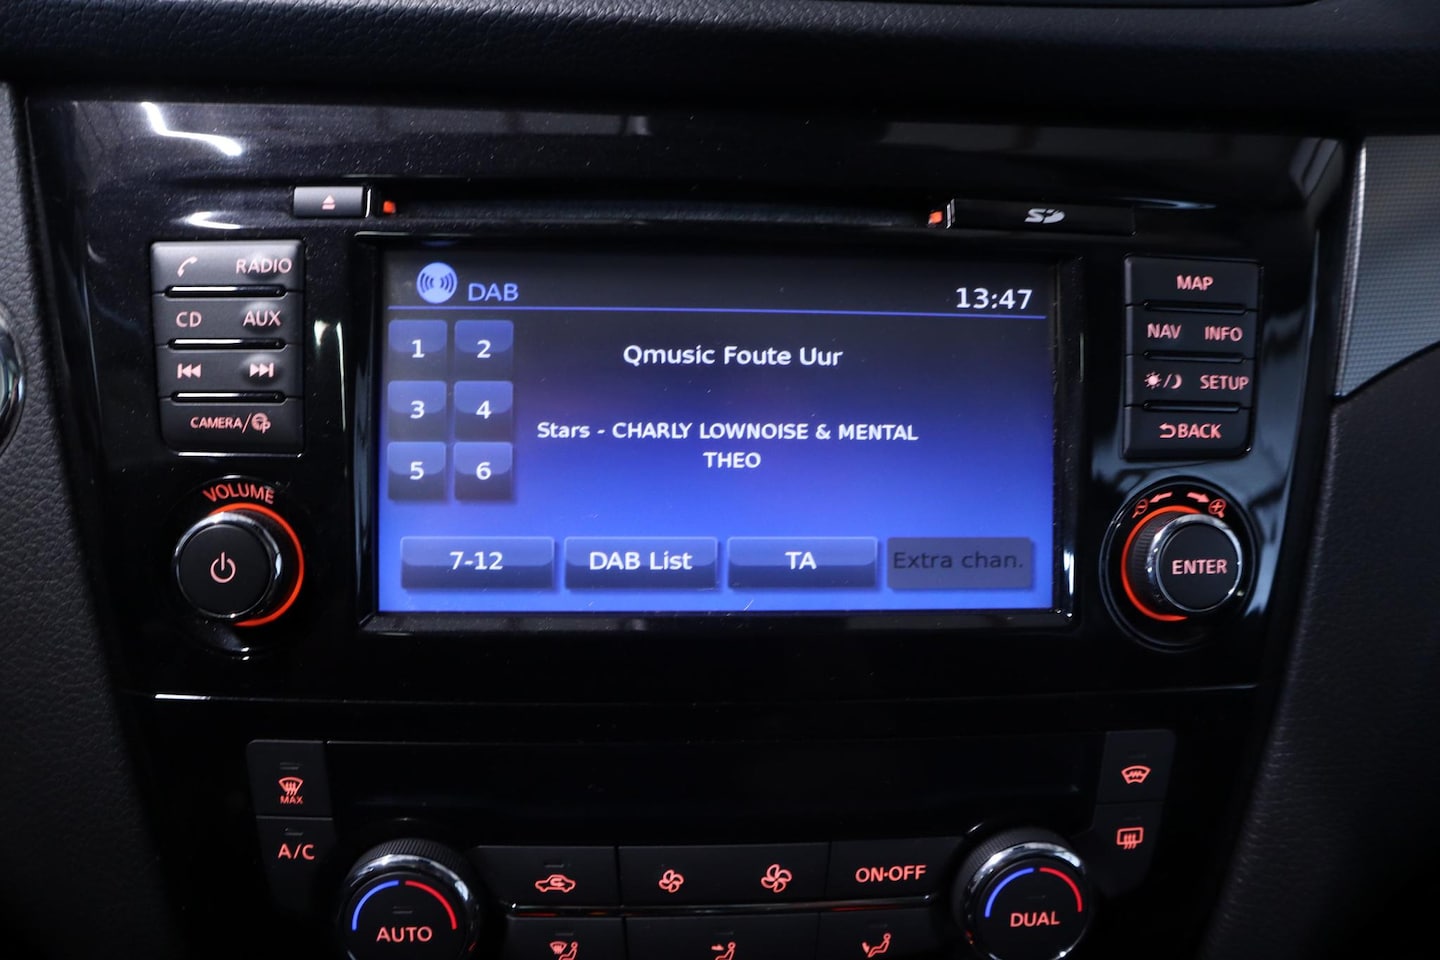 SD
RADIO
CD AUX
CAMERA/
VOLUME
DAB
13:47
1 2
3 4
5 6
Qmusic Foute Uur
Stars - CHARLY LOWNOISE & MENTAL
THEO
7-12 DAB List TA Extra chan.
MAP
NAV INFO
SETUP
BACK
ENTER
MAX
A/C
AUTO
ON·OFF
DUAL